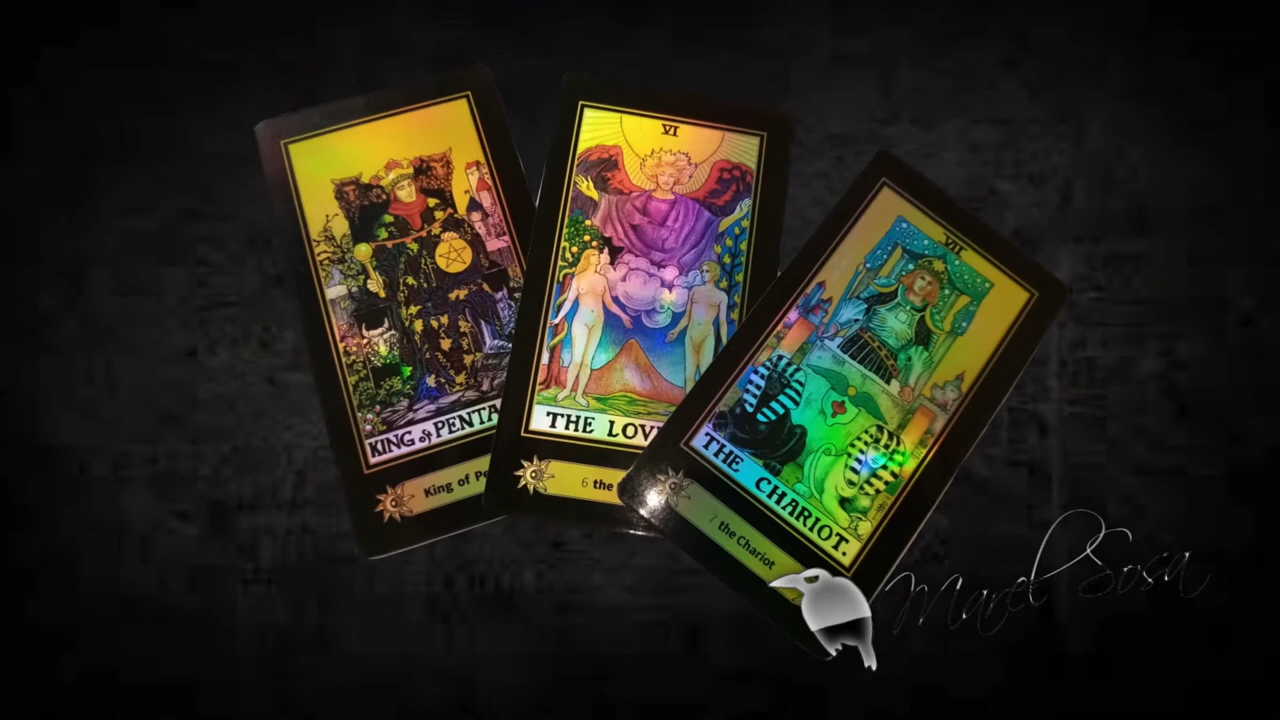 KING of PENTA
King of Pe
VI
THE LOV
6 the
VII
THE CHARIOT.
7 the Chariot
Marel Sosa